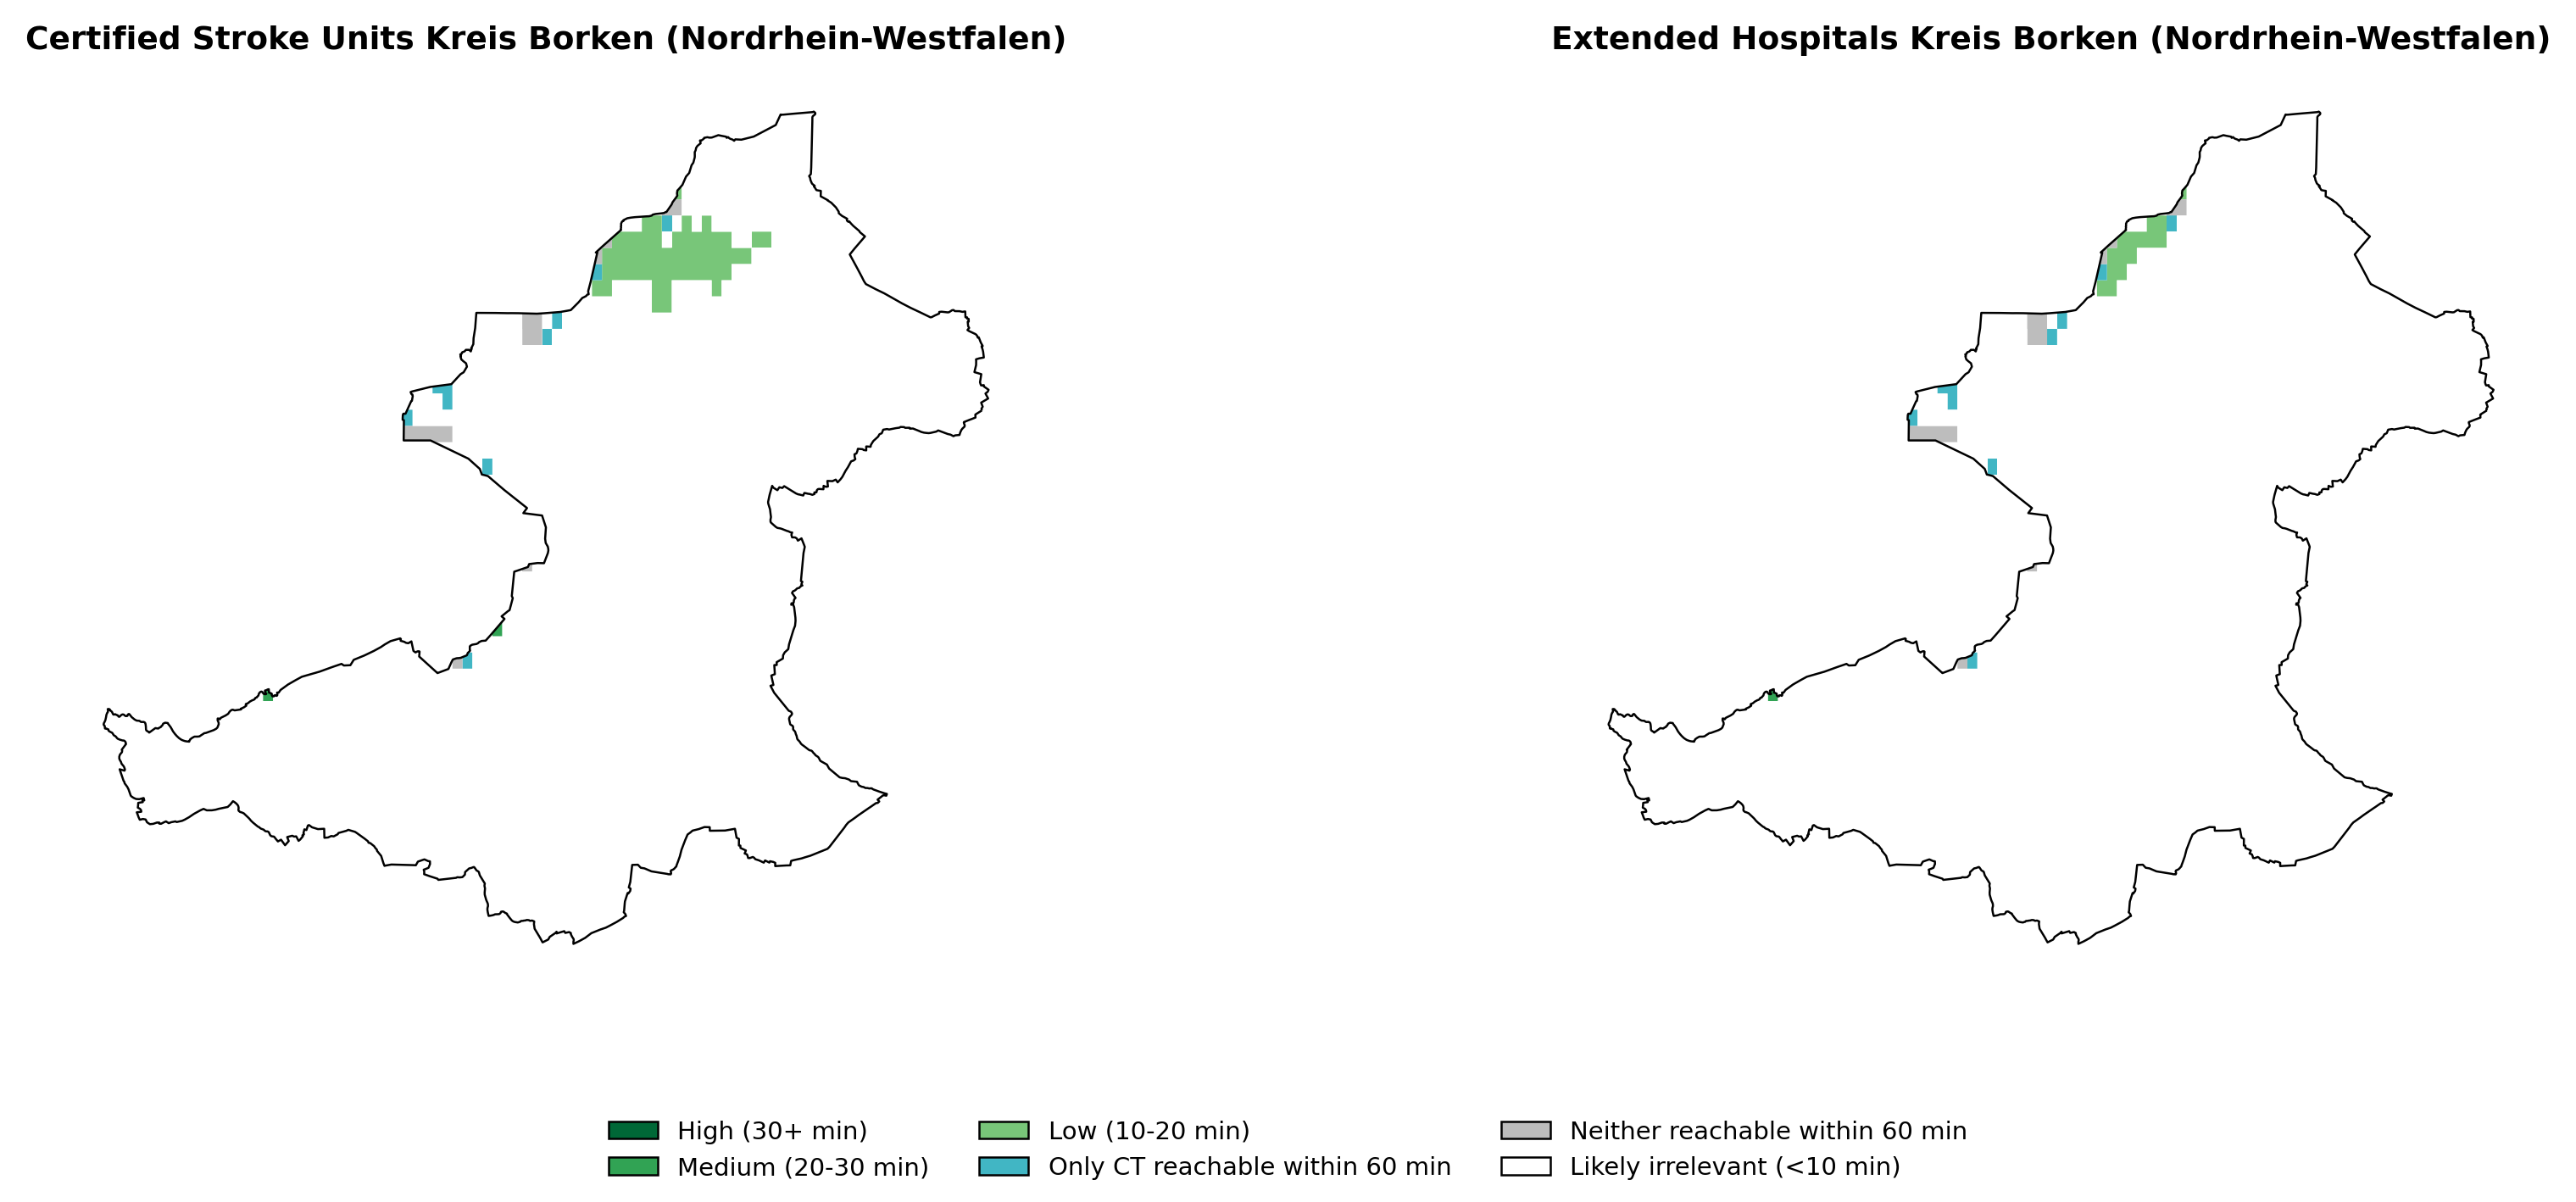 Certified Stroke Units Kreis Borken (Nordrhein-Westfalen)
Extended Hospitals Kreis Borken (Nordrhein-Westfalen)
High (30+ min)
Medium (20-30 min)
Low (10-20 min)
Only CT reachable within 60 min
Neither reachable within 60 min
Likely irrelevant (<10 min)